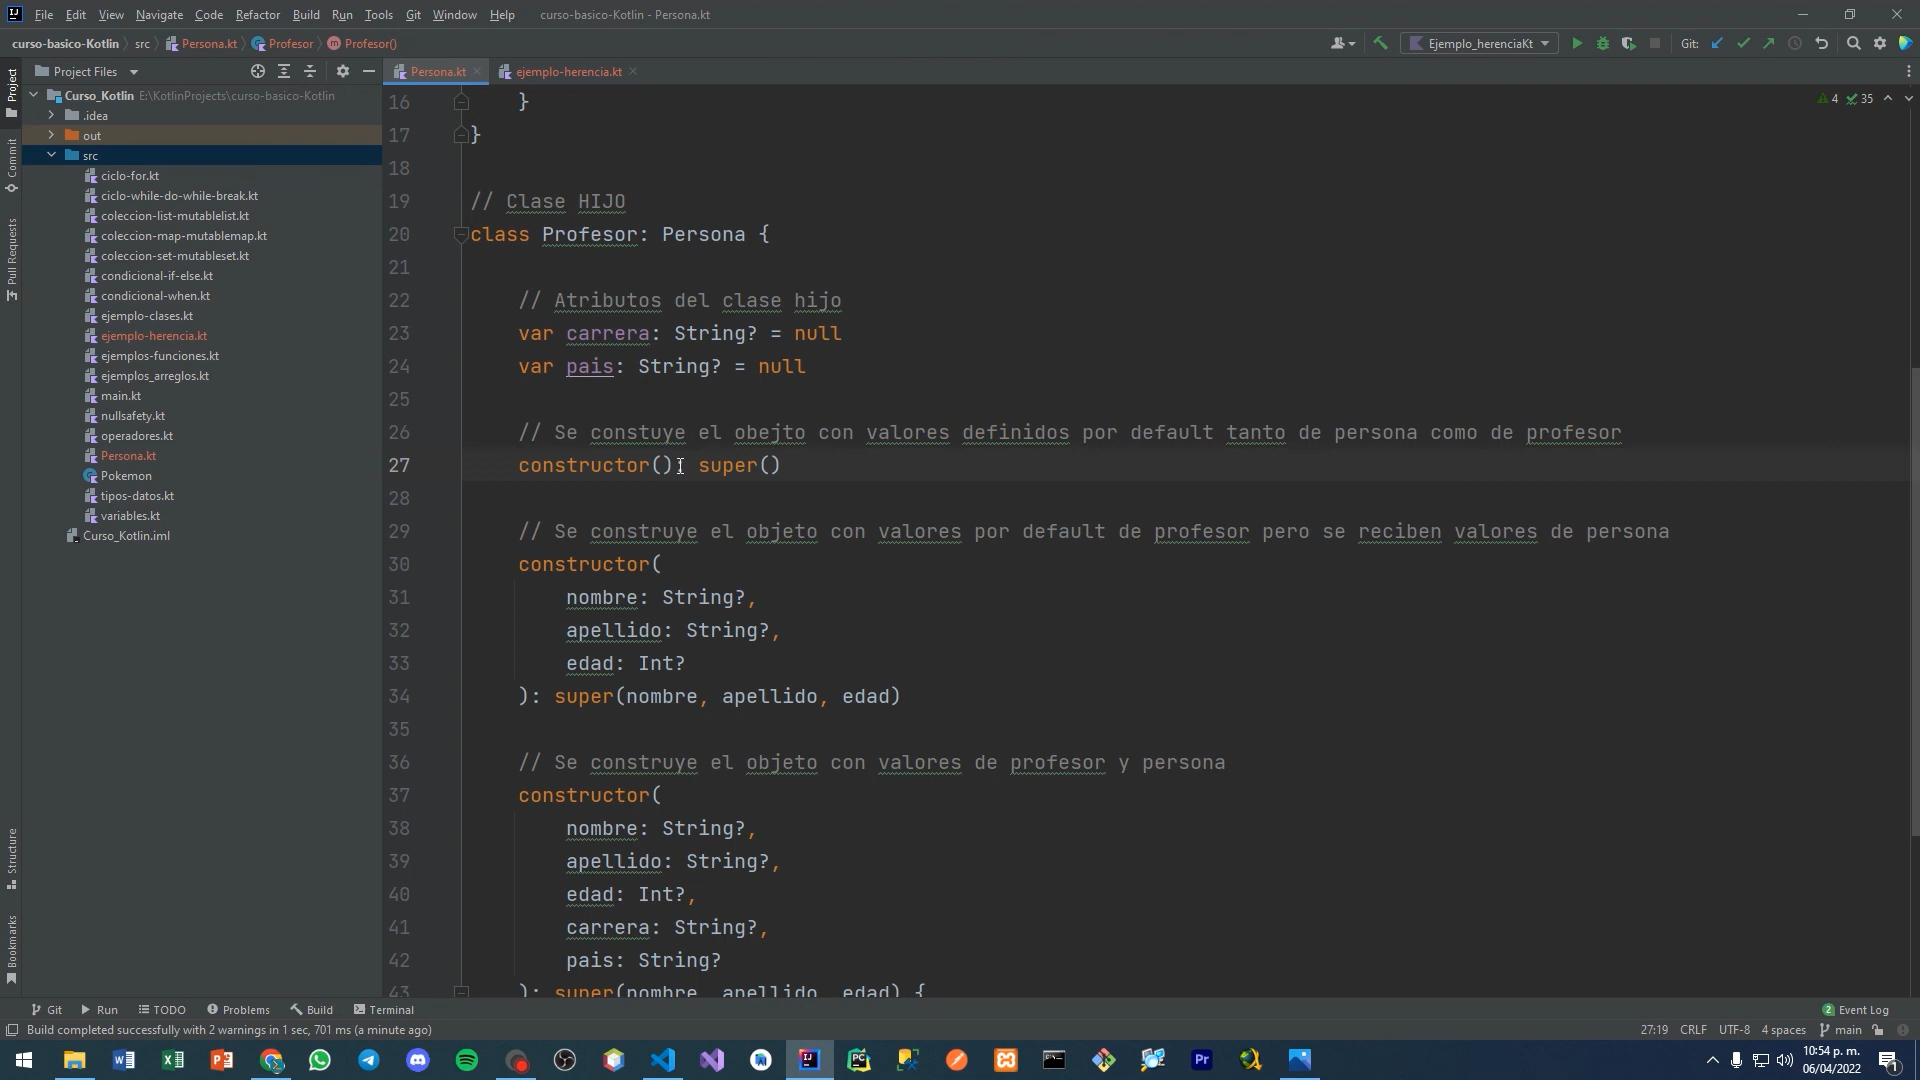 File Edit View Navigate Code Refactor Build Run Tools Git Window Help curso-basico-Kotlin - Persona.kt
curso-basico-Kotlin src Persona.kt Profesor Profesor() Ejemplo_herenciaKt Git:
Project Files
Persona.kt ejemplo-herencia.kt
Project
Commit
Pull Requests
Structure
Bookmarks
Curso_Kotlin E:\KotlinProjects\curso-basico-Kotlin
.idea
out
src
ciclo-for.kt
ciclo-while-do-while-break.kt
coleccion-list-mutablelist.kt
coleccion-map-mutablemap.kt
coleccion-set-mutableset.kt
condicional-if-else.kt
condicional-when.kt
ejemplo-clases.kt
ejemplo-herencia.kt
ejemplos-funciones.kt
ejemplos_arreglos.kt
main.kt
nullsafety.kt
operadores.kt
Persona.kt
Pokemon
tipos-datos.kt
variables.kt
Curso_Kotlin.iml
4 35
16 }
17 }
18
19 // Clase HIJO
20 class Profesor: Persona {
21
22 // Atributos del clase hijo
23 var carrera: String? = null
24 var pais: String? = null
25
26 // Se constuye el obejto con valores definidos por default tanto de persona como de profesor
27 constructor(): super()
28
29 // Se construye el objeto con valores por default de profesor pero se reciben valores de persona
30 constructor(
31 nombre: String?,
32 apellido: String?,
33 edad: Int?
34 ): super(nombre, apellido, edad)
35
36 // Se construye el objeto con valores de profesor y persona
37 constructor(
38 nombre: String?,
39 apellido: String?,
40 edad: Int?,
41 carrera: String?,
42 pais: String?
43 ): super(nombre, apellido, edad) {
Git Run TODO Problems Build Terminal 2 Event Log
Build completed successfully with 2 warnings in 1 sec, 701 ms (a minute ago) 27:19 CRLF UTF-8 4 spaces main
10:54 p. m.
06/04/2022
1